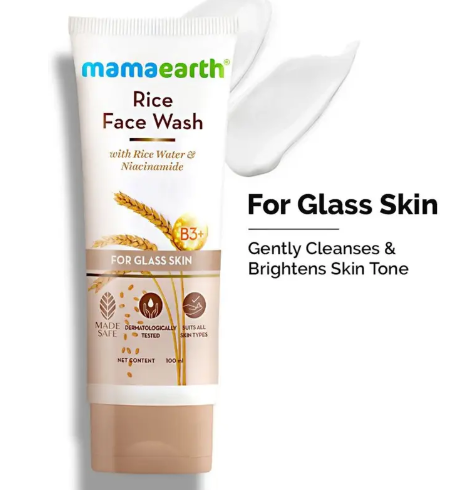 mamaearth®
Rice
Face Wash
with Rice Water &
Niacinamide
B3+
FOR GLASS SKIN
MADE
SAFE
DERMATOLOGICALLY
TESTED
SUITS ALL
SKIN TYPES
NET CONTENT 100 ml
For Glass Skin
Gently Cleanses &
Brightens Skin Tone